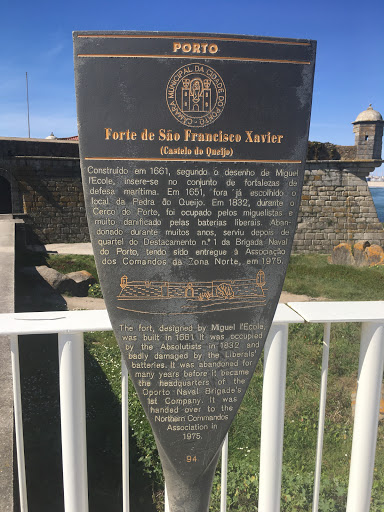 PORTO
CÂMARA MUNICIPAL DA CIDADE DO PORTO
Forte de São Francisco Xavier
(Castelo do Queijo)
Construído em 1661, segundo o desenho de Miguel
l'Ecole, insere-se no conjunto de fortalezas de
defesa marítima. Em 1651, fora já escolhido o
local da Pedra do Queijo. Em 1832, durante o
Cerco do Porto, foi ocupado pelos miguelistas e
muito danificado pelas baterias liberais. Aban-
donado durante muitos anos, serviu depois de
quartel do Destacamento n.º 1 da Brigada Naval
do Porto, tendo sido entregue à Associação
dos Comandos da Zona Norte, em 1975.
The fort, designed by Miguel l'Ecole,
was built in 1661. It was occupied
by the Absolutists in 1832 and
badly damaged by the Liberals'
batteries. It was abandoned for
many years before it became
the headquarters of the
Oporto Naval Brigade's
1st Company. It was
handed over to the
Northern Commandos
Association in
1975.
94